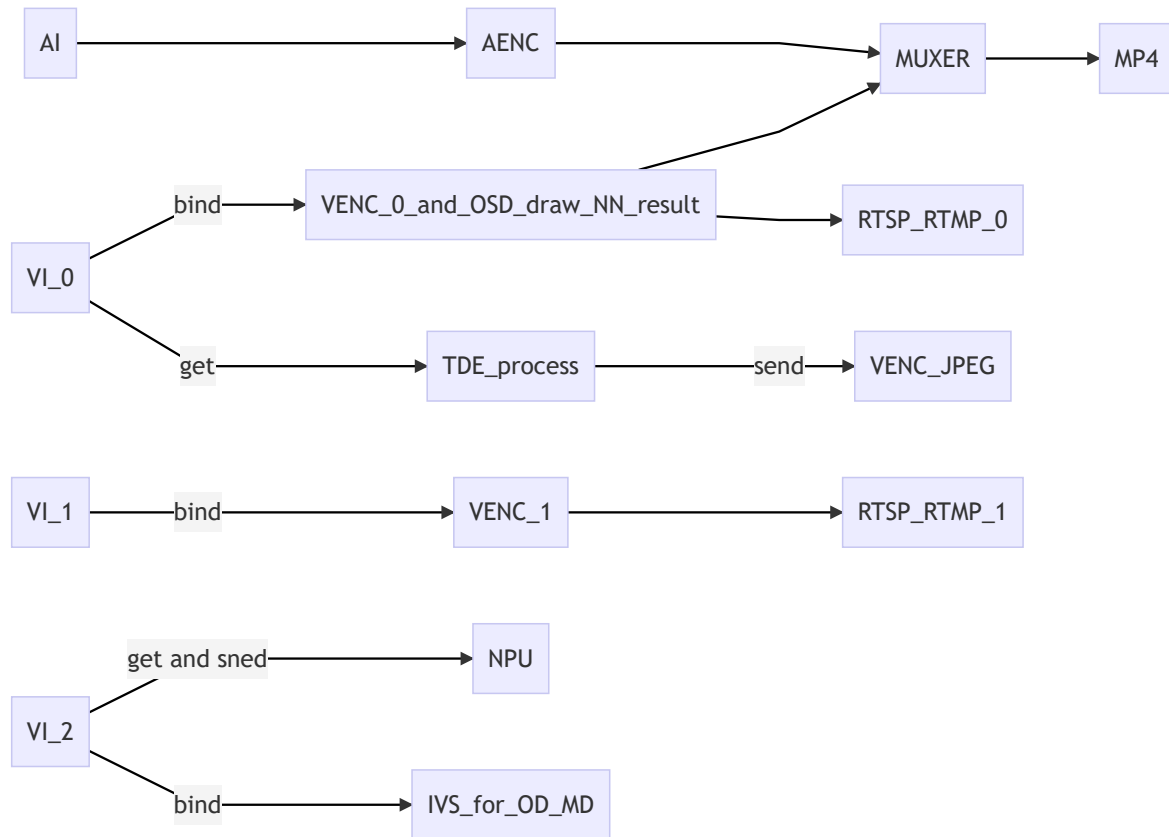 AI
AENC
MUXER
MP4
bind
VENC_0_and_OSD_draw_NN_result
RTSP_RTMP_0
VI_0
get
TDE_process
send
VENC_JPEG
VI_1
bind
VENC_1
RTSP_RTMP_1
get and sned
NPU
VI_2
bind
IVS_for_OD_MD